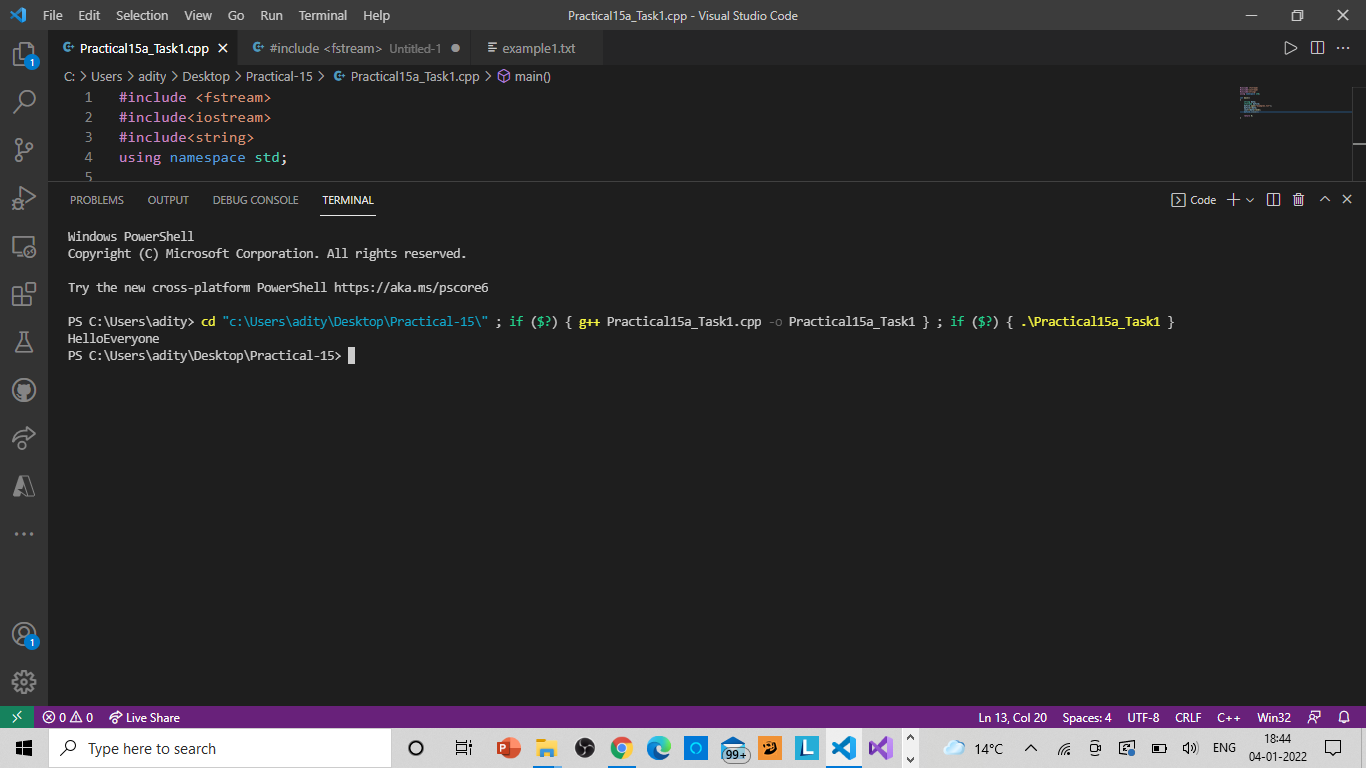 File Edit Selection View Go Run Terminal Help Practical15a_Task1.cpp - Visual Studio Code
Practical15a_Task1.cpp #include <fstream> Untitled-1 example1.txt
C: > Users > adity > Desktop > Practical-15 > Practical15a_Task1.cpp > main()
1 #include <fstream>
2 #include<iostream>
3 #include<string>
4 using namespace std;
5
PROBLEMS OUTPUT DEBUG CONSOLE TERMINAL Code
Windows PowerShell
Copyright (C) Microsoft Corporation. All rights reserved.
Try the new cross-platform PowerShell https://aka.ms/pscore6
PS C:\Users\adity> cd "c:\Users\adity\Desktop\Practical-15\" ; if ($?) { g++ Practical15a_Task1.cpp -o Practical15a_Task1 } ; if ($?) { .\Practical15a_Task1 }
HelloEveryone
PS C:\Users\adity\Desktop\Practical-15>
1
1
0 0 Live Share Ln 13, Col 20 Spaces: 4 UTF-8 CRLF C++ Win32
Type here to search 99+ 14°C ENG 18:44
04-01-2022